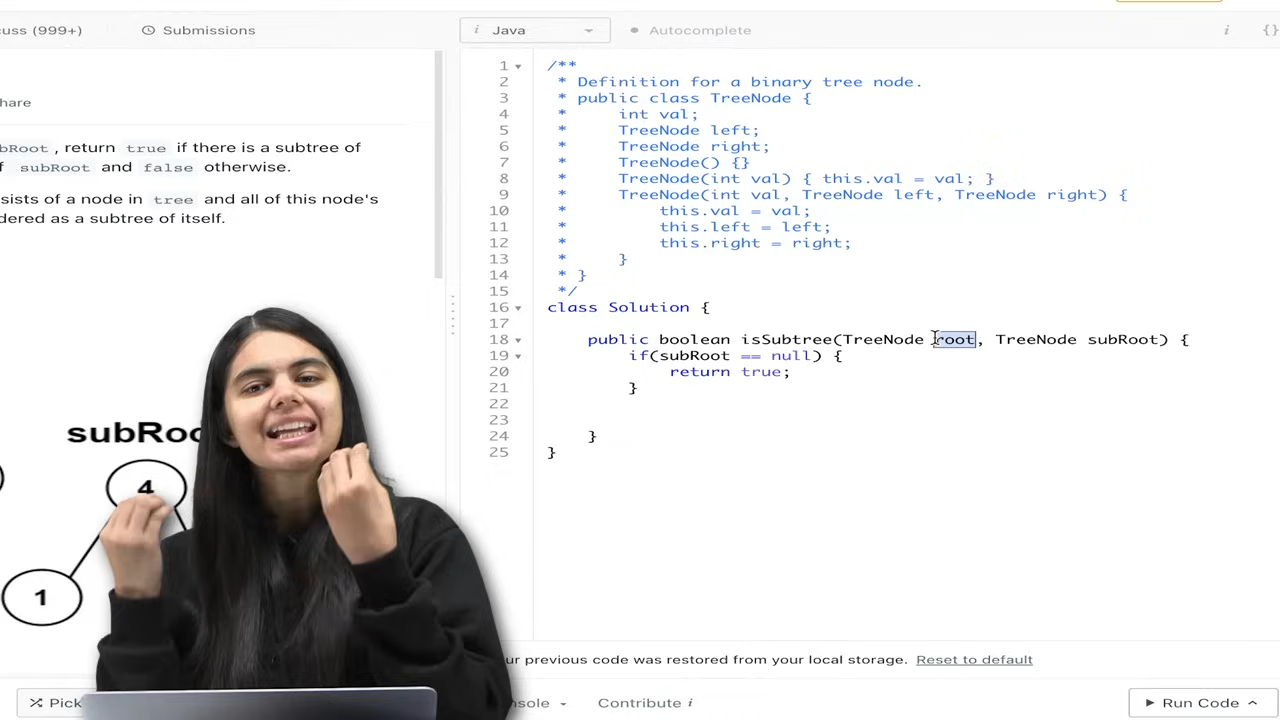 uss (999+)
Submissions
i Java
Autocomplete
i
{}
hare
bRoot , return true if there is a subtree of
f subRoot and false otherwise.
sists of a node in tree and all of this node's
dered as a subtree of itself.
subRoo
4
1
1 /**
2 * Definition for a binary tree node.
3 * public class TreeNode {
4 * int val;
5 * TreeNode left;
6 * TreeNode right;
7 * TreeNode() {}
8 * TreeNode(int val) { this.val = val; }
9 * TreeNode(int val, TreeNode left, TreeNode right) {
10 * this.val = val;
11 * this.left = left;
12 * this.right = right;
13 * }
14 * }
15 */
16 class Solution {
17
18 public boolean isSubtree(TreeNode root, TreeNode subRoot) {
19 if(subRoot == null) {
20 return true;
21 }
22
23
24 }
25 }
ur previous code was restored from your local storage. Reset to default
Pick
nsole
Contribute i
Run Code